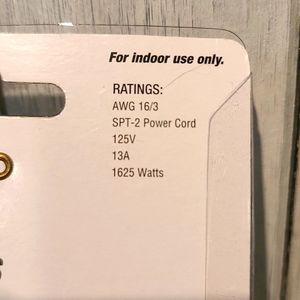 For indoor use only.
RATINGS:
AWG 16/3
SPT-2 Power Cord
125V
13A
1625 Watts